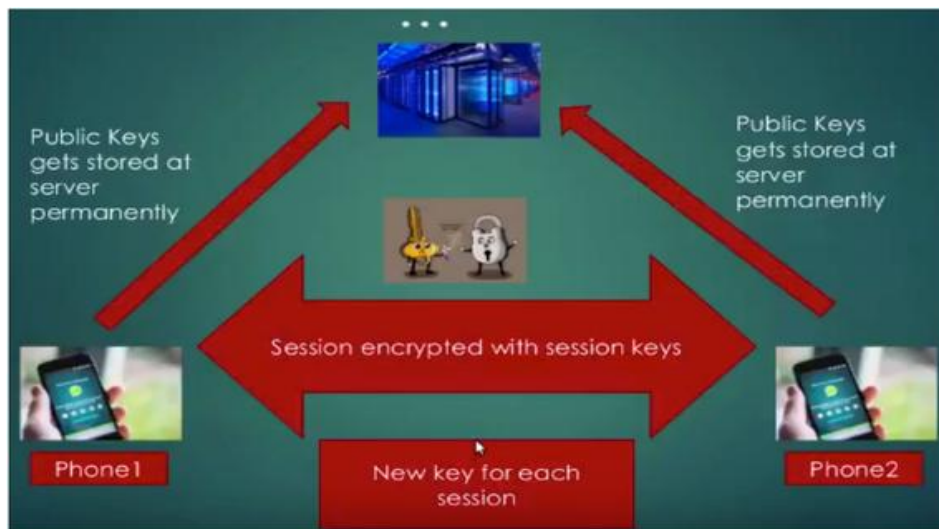 Public Keys
gets stored at
server
permanently
Public Keys
gets stored at
server
permanently
Session encrypted with session keys
Phone1
New key for each
session
Phone2